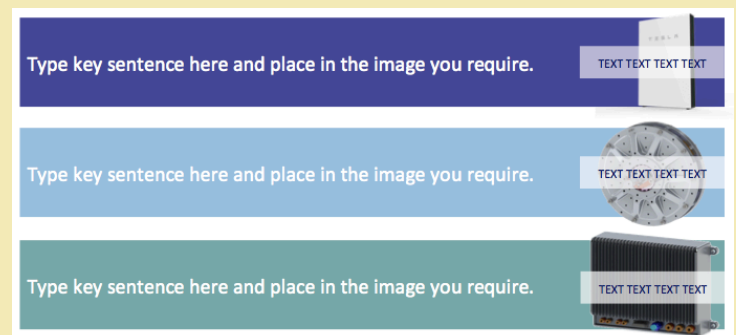 TESLA
Type key sentence here and place in the image you require.
TEXT TEXT TEXT TEXT
Type key sentence here and place in the image you require.
TEXT TEXT TEXT TEXT
Type key sentence here and place in the image you require.
TEXT TEXT TEXT TEXT